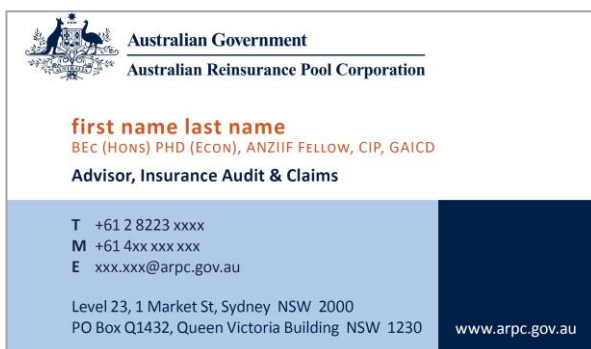 Australian Government
Australian Reinsurance Pool Corporation
first name last name
BEC (HONS) PHD (ECON), ANZIIF FELLOW, CIP, GAICD
Advisor, Insurance Audit & Claims
T +61 2 8223 xxxx
M +61 4xx xxx xxx
E xxx.xxx@arpc.gov.au
Level 23, 1 Market St, Sydney NSW 2000
PO Box Q1432, Queen Victoria Building NSW 1230
www.arpc.gov.au